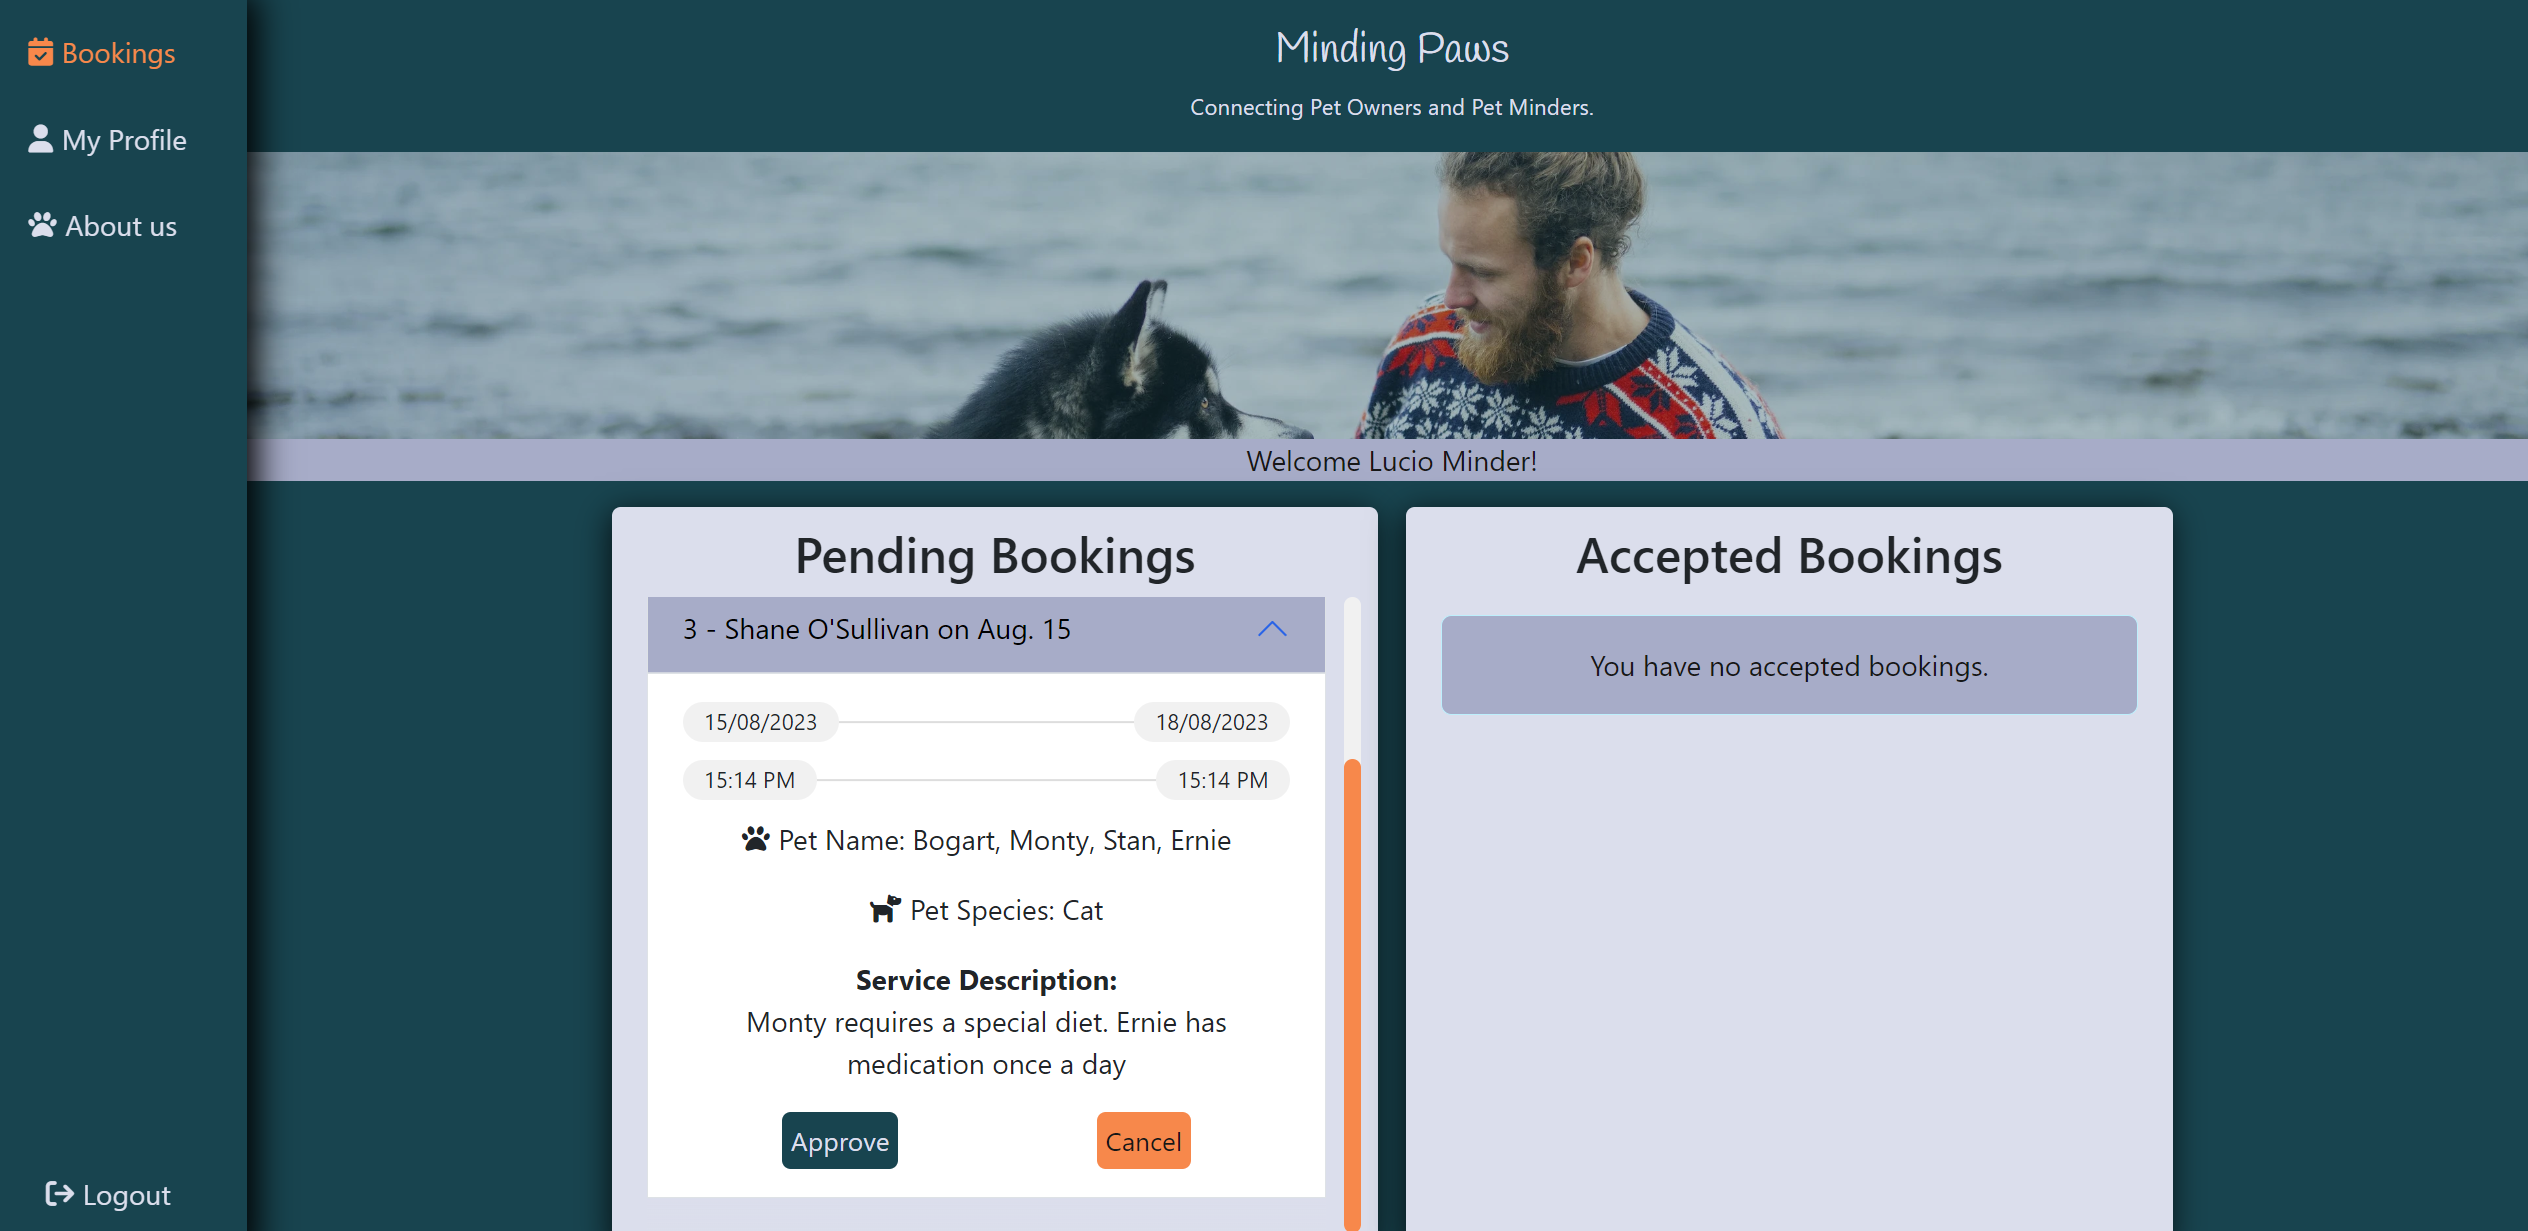 Bookings
My Profile
About us
Logout
Minding Paws
Connecting Pet Owners and Pet Minders.
Welcome Lucio Minder!
Pending Bookings
3 - Shane O'Sullivan on Aug. 15
15/08/2023 18/08/2023
15:14 PM 15:14 PM
Pet Name: Bogart, Monty, Stan, Ernie
Pet Species: Cat
Service Description:
Monty requires a special diet. Ernie has
medication once a day
Approve Cancel
Accepted Bookings
You have no accepted bookings.